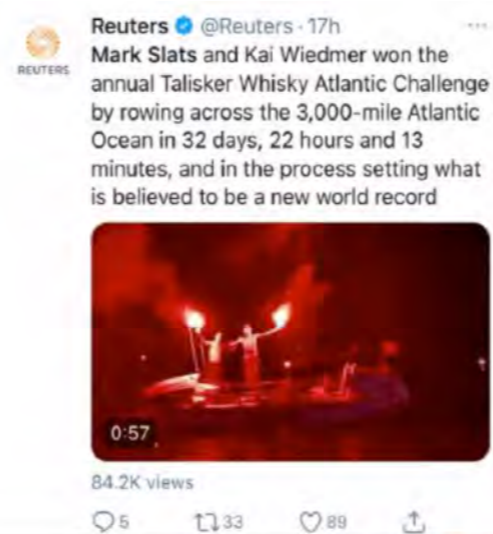 Reuters @Reuters · 17h
REUTERS
Mark Slats and Kai Wiedmer won the
annual Talisker Whisky Atlantic Challenge
by rowing across the 3,000-mile Atlantic
Ocean in 32 days, 22 hours and 13
minutes, and in the process setting what
is believed to be a new world record
0:57
84.2K views
5 33 89